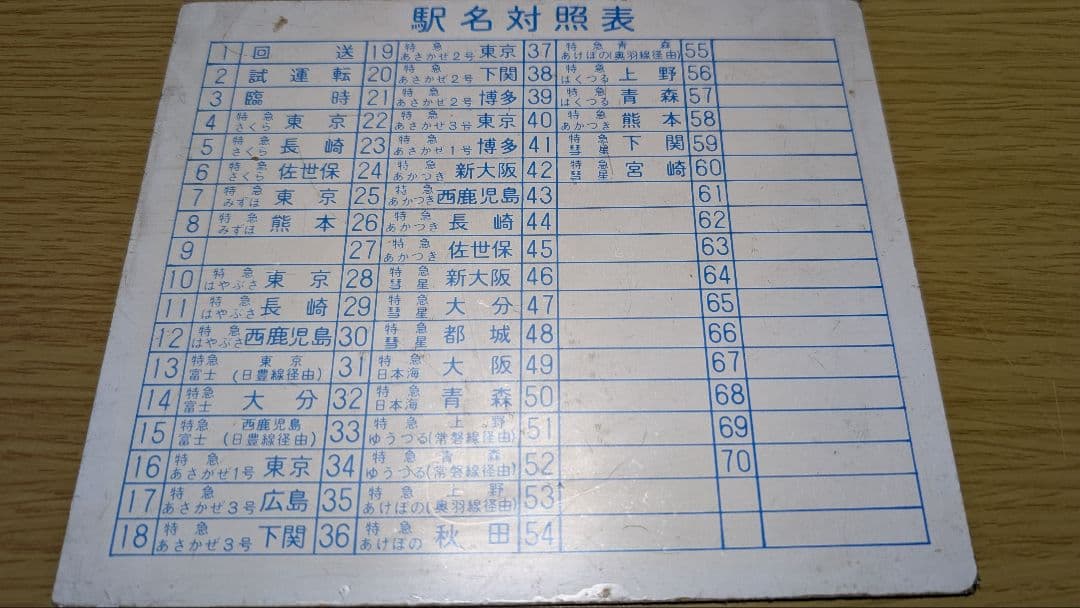 駅名対照表
1 回送
2 試運転
3 臨時
4 特急 さくら 東京
5 特急 さくら 長崎
6 特急 さくら 佐世保
7 特急 みずほ 東京
8 特急 みずほ 熊本
9
10 特急 はやぶさ 東京
11 特急 はやぶさ 長崎
12 特急 はやぶさ 西鹿児島
13 特急 富士 東京 (日豊線径由)
14 特急 富士 大分
15 特急 富士 西鹿児島 (日豊線径由)
16 特急 あさかぜ1号 東京
17 特急 あさかぜ3号 広島
18 特急 あさかぜ3号 下関
19 特急 あさかぜ2号 東京
20 特急 あさかぜ2号 下関
21 特急 あさかぜ2号 博多
22 特急 あさかぜ3号 東京
23 特急 あさかぜ1号 博多
24 特急 あかつき 新大阪
25 特急 あかつき 西鹿児島
26 特急 あかつき 長崎
27 特急 あかつき 佐世保
28 特急 彗星 新大阪
29 特急 彗星 大分
30 特急 彗星 都城
31 特急 日本海 大阪
32 特急 日本海 青森
33 特急 ゆうづる 上野 (常磐線径由)
34 特急 ゆうづる 青森 (常磐線径由)
35 特急 あけぼの 上野 (奥羽線径由)
36 特急 あけぼの 秋田
37 特急 あけぼの 青森 (奥羽線径由)
38 特急 はくつる 上野
39 特急 はくつる 青森
40 特急 あかつき 熊本
41 特急 彗星 下関
42 特急 彗星 宮崎
43
44
45
46
47
48
49
50
51
52
53
54
55
56
57
58
59
60
61
62
63
64
65
66
67
68
69
70